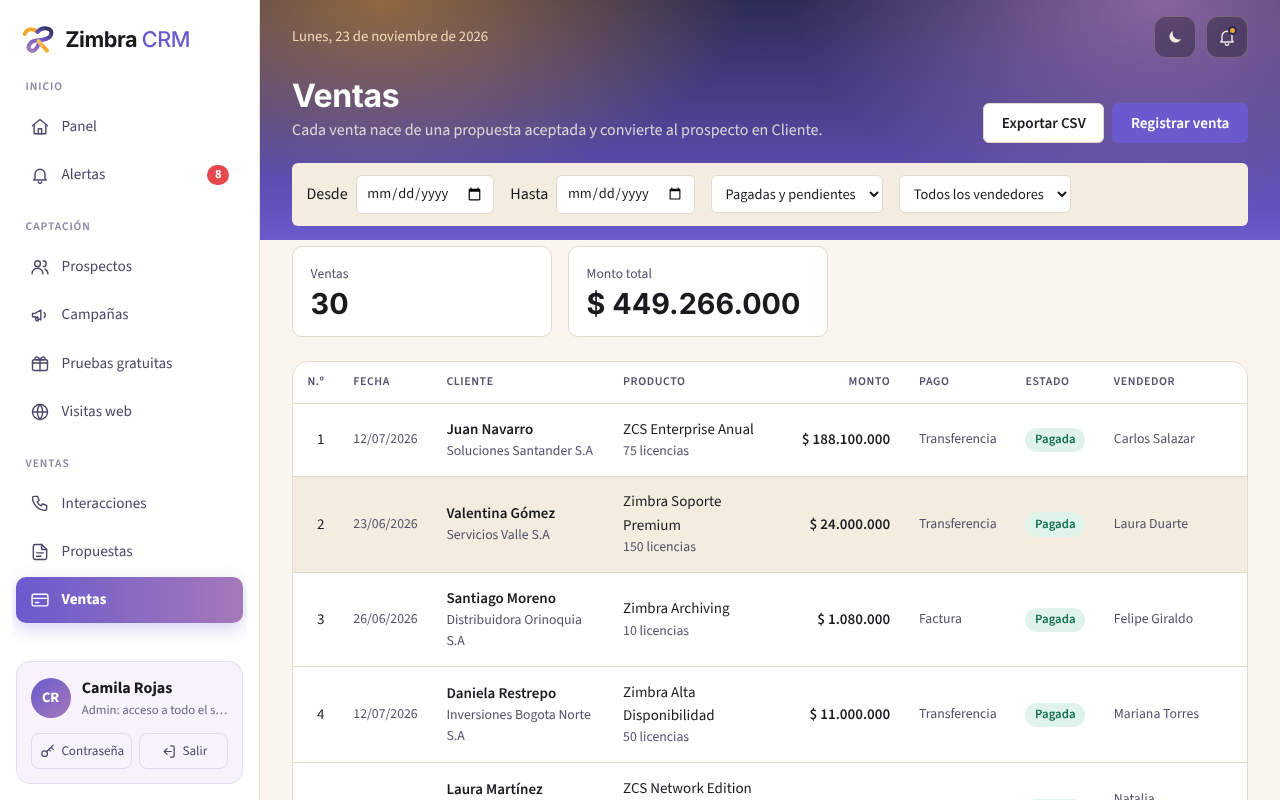 Zimbra CRM
INICIO
Panel
Alertas
8
CAPTACIÓN
Prospectos
Campañas
Pruebas gratuitas
Visitas web
VENTAS
Interacciones
Propuestas
Ventas
CR
Camila Rojas
Admin: acceso a todo el s…
Contraseña
Salir
Lunes, 23 de noviembre de 2026
Ventas
Cada venta nace de una propuesta aceptada y convierte al prospecto en Cliente.
Exportar CSV
Registrar venta
Desde mm/dd/yyyy Hasta mm/dd/yyyy Pagadas y pendientes Todos los vendedores
Ventas
30
Monto total
$ 449.266.000
N.º FECHA CLIENTE PRODUCTO MONTO PAGO ESTADO VENDEDOR
1 12/07/2026 Juan Navarro
Soluciones Santander S.A
ZCS Enterprise Anual
75 licencias
$ 188.100.000 Transferencia Pagada Carlos Salazar
2 23/06/2026 Valentina Gómez
Servicios Valle S.A
Zimbra Soporte
Premium
150 licencias
$ 24.000.000 Transferencia Pagada Laura Duarte
3 26/06/2026 Santiago Moreno
Distribuidora Orinoquia
S.A
Zimbra Archiving
10 licencias
$ 1.080.000 Factura Pagada Felipe Giraldo
4 12/07/2026 Daniela Restrepo
Inversiones Bogota Norte
S.A
Zimbra Alta
Disponibilidad
50 licencias
$ 11.000.000 Transferencia Pagada Mariana Torres
Laura Martínez
ZCS Network Edition
Natalia